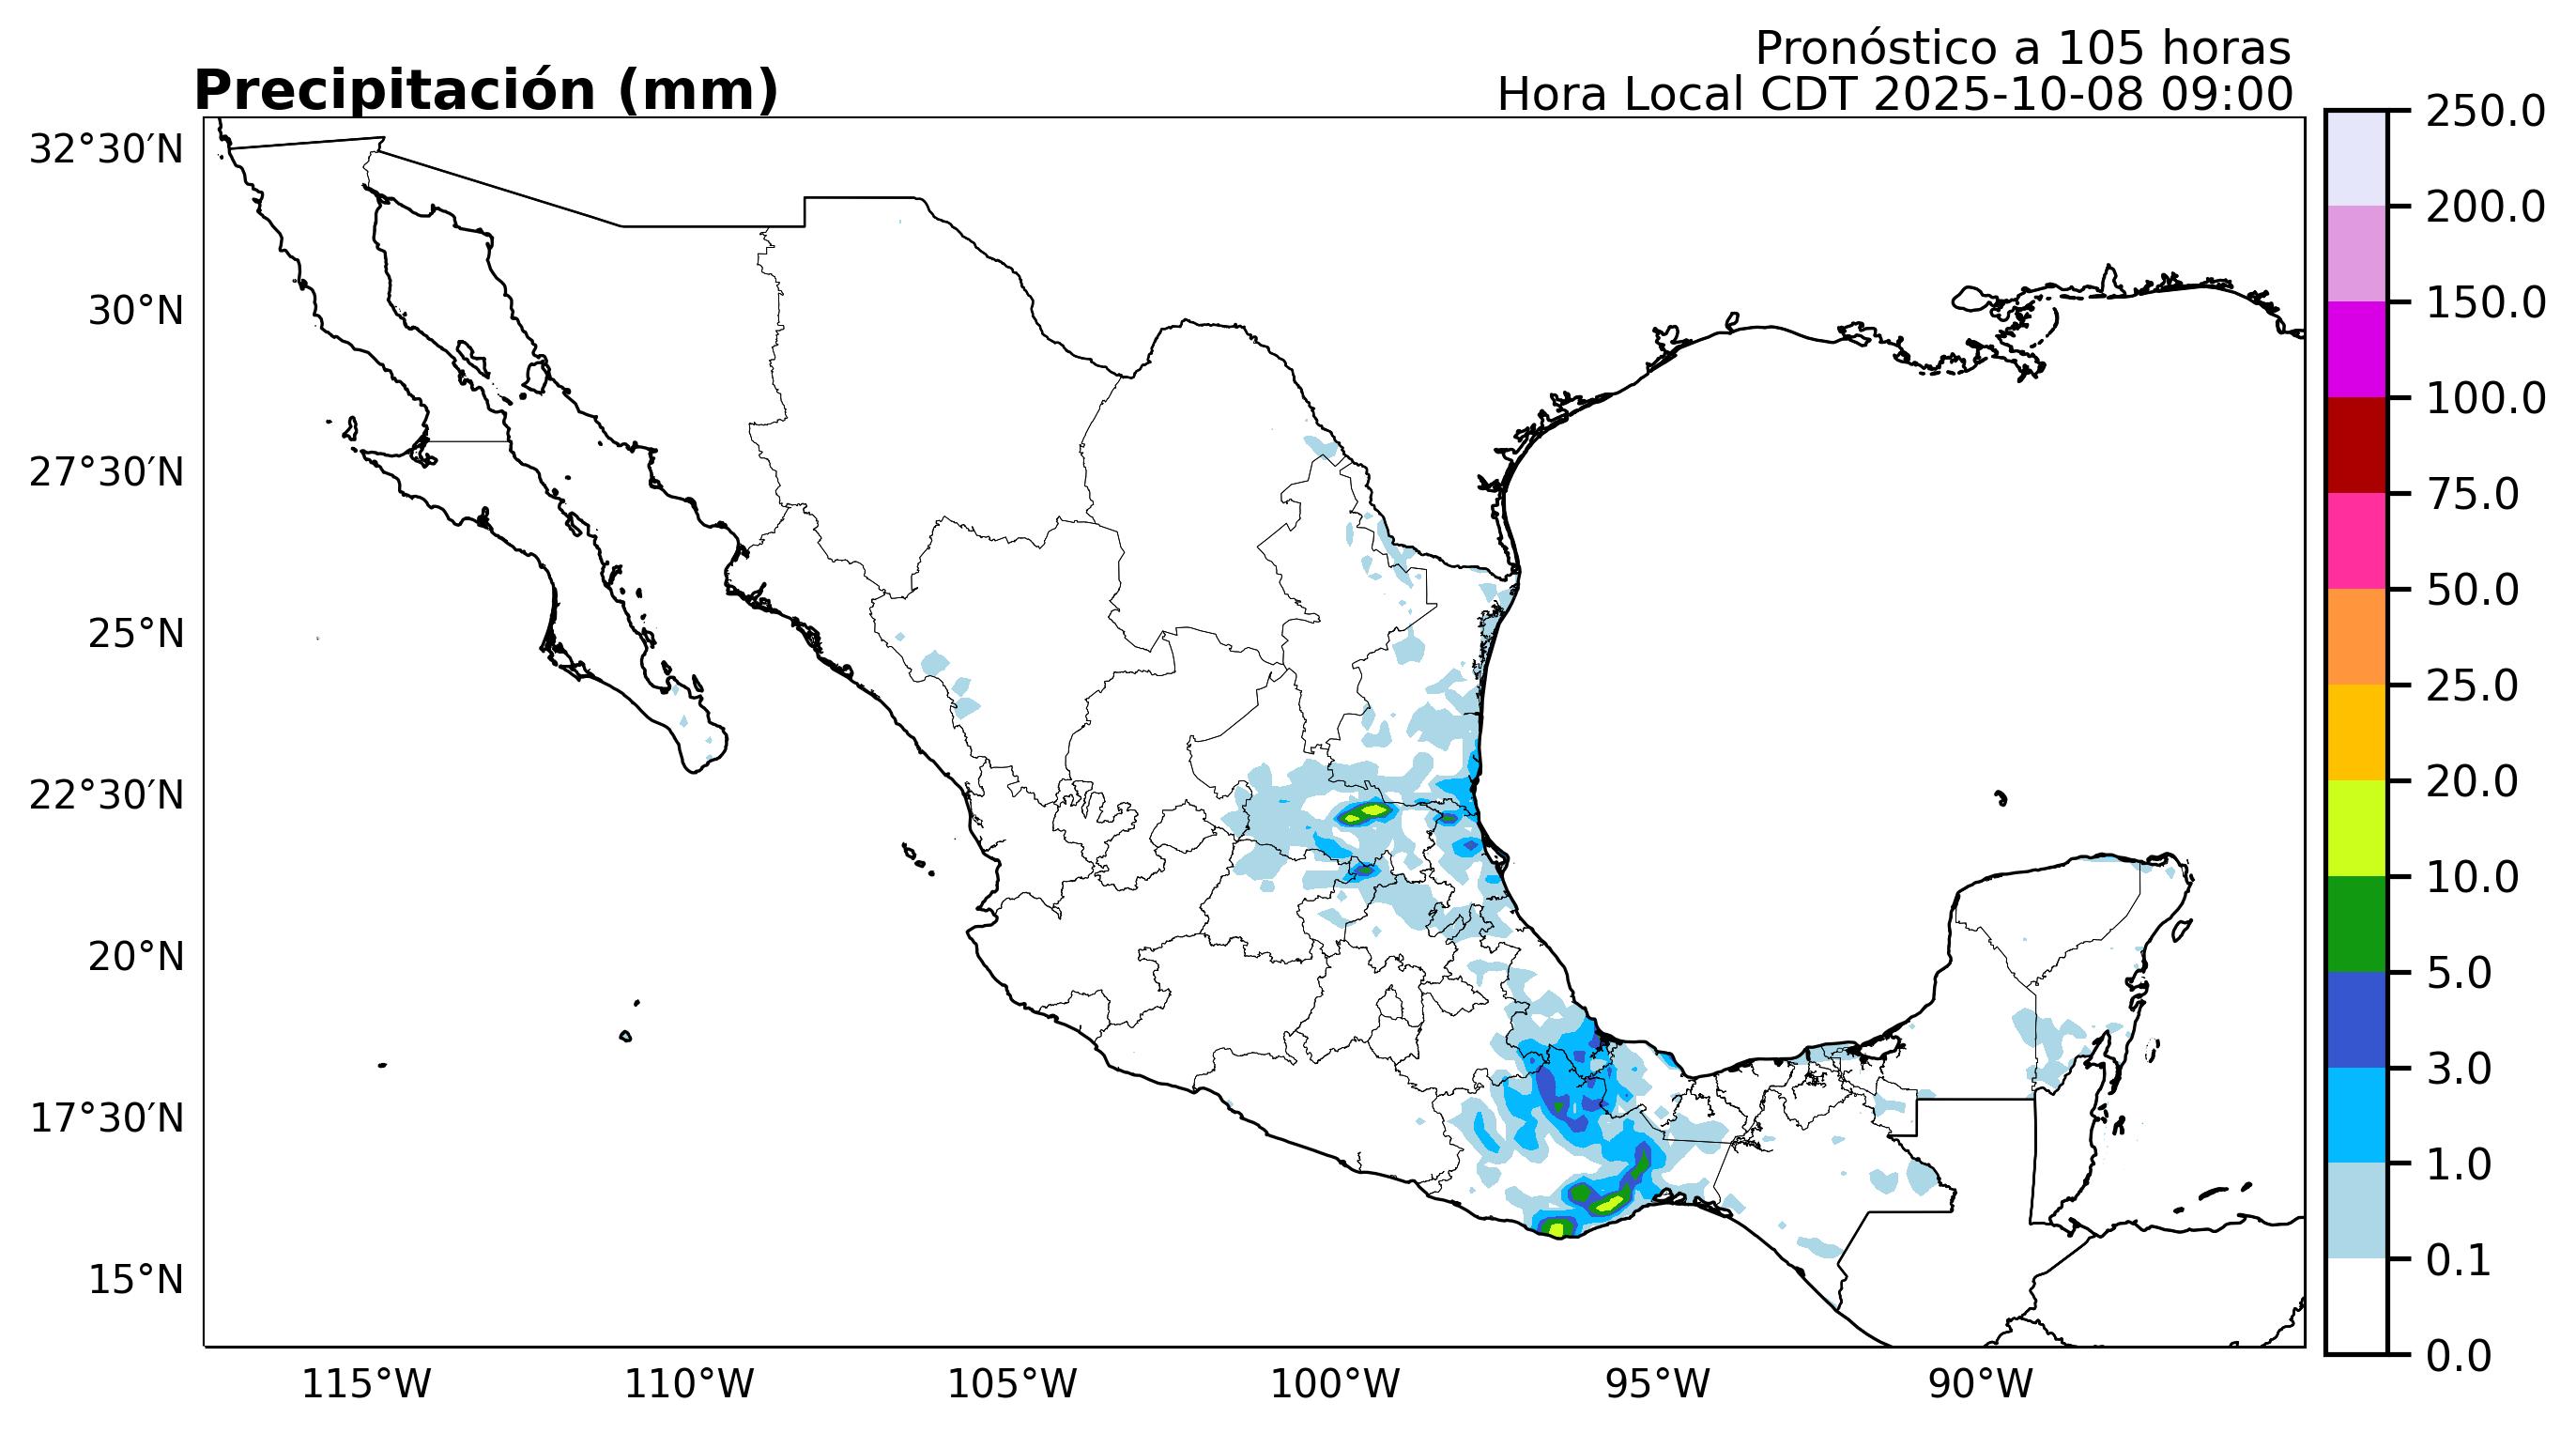 Pronóstico a 105 horas
Precipitación (mm)
Hora Local CDT 2025-10-08 09:00
32°30′N
30°N
27°30′N
25°N
22°30′N
20°N
17°30′N
15°N
115°W
110°W
105°W
100°W
95°W
90°W
250.0
200.0
150.0
100.0
75.0
50.0
25.0
20.0
10.0
5.0
3.0
1.0
0.1
0.0